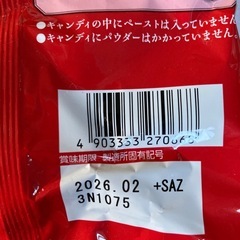 ●キャンディの中にペーストは入っていません
●キャンディにパウダーはかかっていません
4 903333
賞味期限 製造所固有記号
2026.02 +SAZ
3N1075